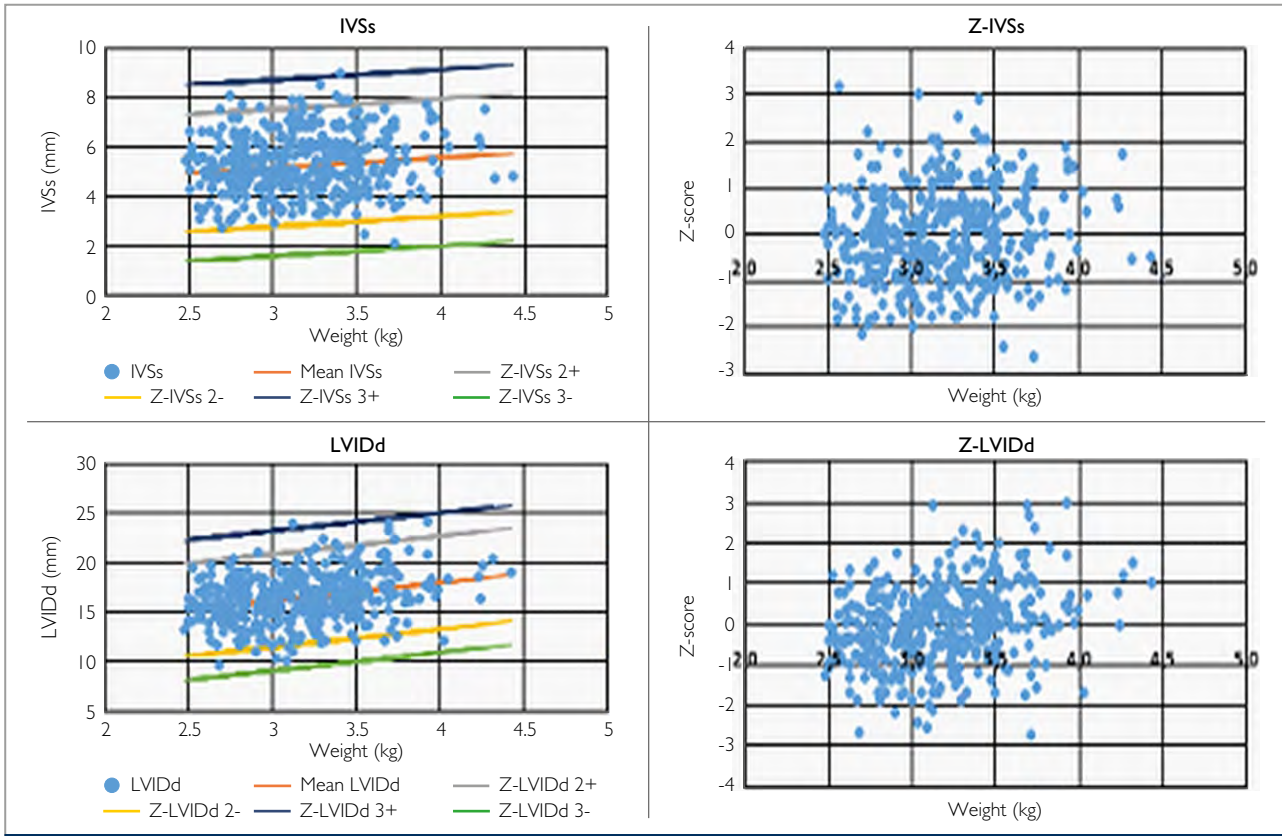 IVSs
10
8
6
4
2
0
IVSs (mm)
2 2.5 3 3.5 4 4.5 5
Weight (kg)
IVSs Mean IVSs Z-IVSs 2+
Z-IVSs 2- Z-IVSs 3+ Z-IVSs 3-
Z-IVSs
4
3
2
1
0
-1
-2
-3
Z-score
2.0 2.5 3.0 3.5 4.0 4.5 5.0
Weight (kg)
LVIDd
30
25
20
15
10
5
LVIDd (mm)
2 2.5 3 3.5 4 4.5 5
Weight (kg)
LVIDd Mean LVIDd Z-LVIDd 2+
Z-LVIDd 2- Z-LVIDd 3+ Z-LVIDd 3-
Z-LVIDd
4
3
2
1
0
-1
-2
-3
-4
Z-score
2.0 2.5 3.0 3.5 4.0 4.5 5.0
Weight (kg)